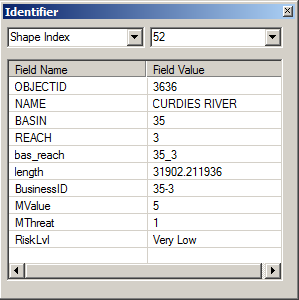 Identifier
Shape Index 52
Field Name Field Value
OBJECTID 3636
NAME CURDIES RIVER
BASIN 35
REACH 3
bas_reach 35_3
length 31902.211936
BusinessID 35-3
MValue 5
MThreat 1
RiskLvl Very Low